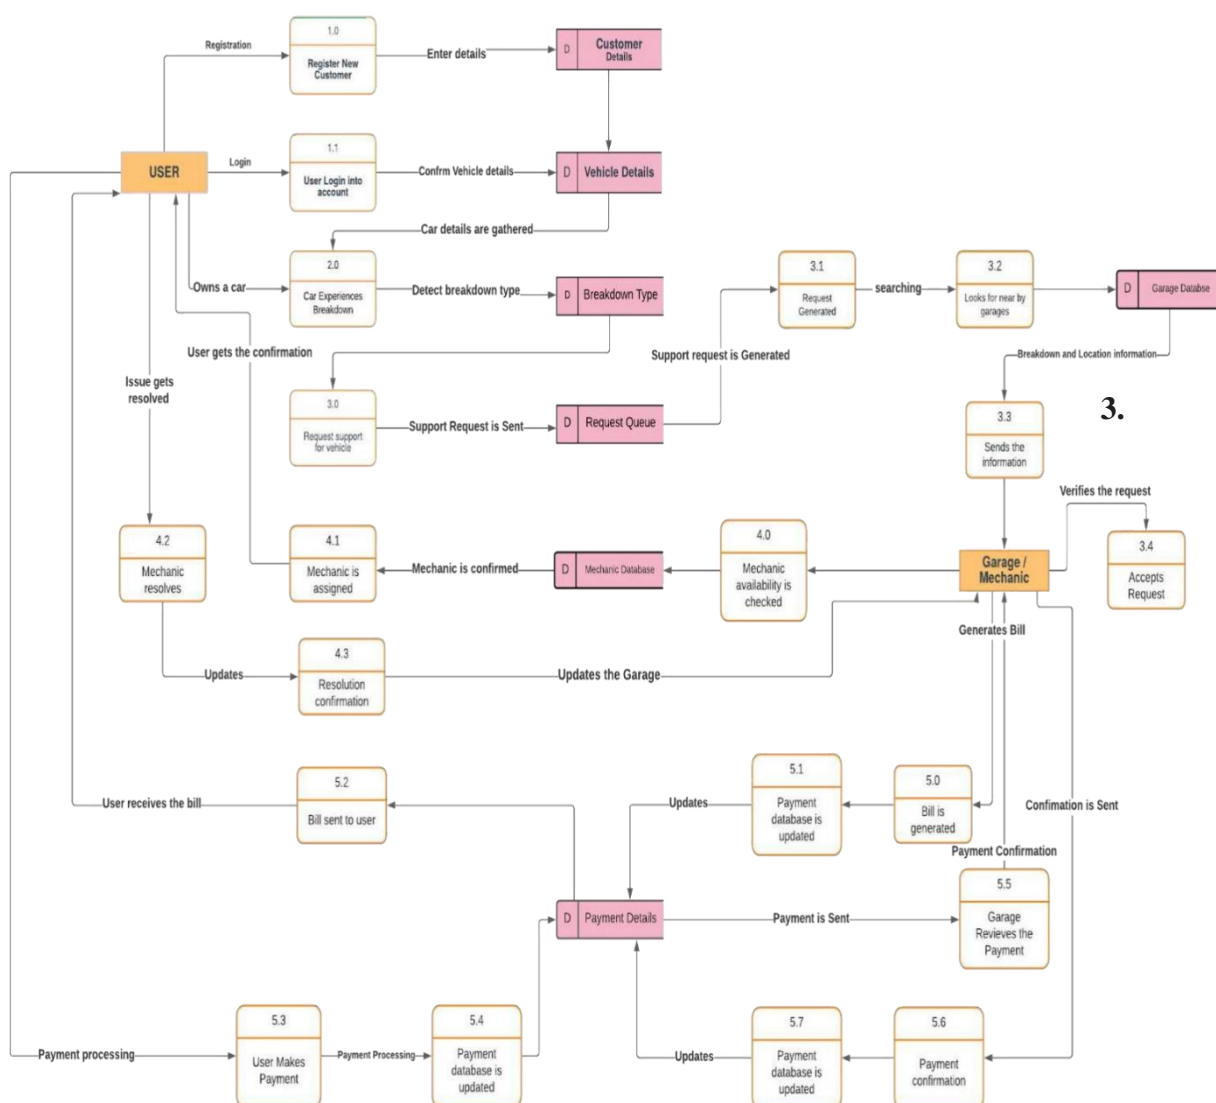 1.0
Registration
Register New
Customer
Enter details
D
Customer
Details
USER
Login
1.1
User Login into
account
Confrm Vehicle details
D
Vehicle Details
Car details are gathered
Owns a car
2.0
Car Experiences
Breakdown
Detect breakdown type
D
Breakdown Type
3.1
Request
Generated
searching
3.2
Looks for near by
garages
D
Garage Databse
User gets the confirmation
Support request is Generated
Breakdown and Location information
Issue gets
resolved
3.0
Request support
for vehicle
Support Request is Sent
D
Request Queue
3.3
Sends the
information
3.
Verifies the request
3.4
Accepts
Request
4.2
Mechanic
resolves
4.1
Mechanic is
assigned
Mechanic is confirmed
D
Mechanic Database
4.0
Mechanic
availability is
checked
Garage /
Mechanic
Generates Bill
Updates
4.3
Resolution
confirmation
Updates the Garage
User receives the bill
5.2
Bill sent to user
Updates
5.1
Payment
database is
updated
5.0
Bill is
generated
Confimation is Sent
Payment Confirmation
D
Payment Details
Payment is Sent
5.5
Garage
Revieves the
Payment
Payment processing
5.3
User Makes
Payment
Payment Processing
5.4
Payment
database is
updated
Updates
5.7
Payment
database is
updated
5.6
Payment
confirmation